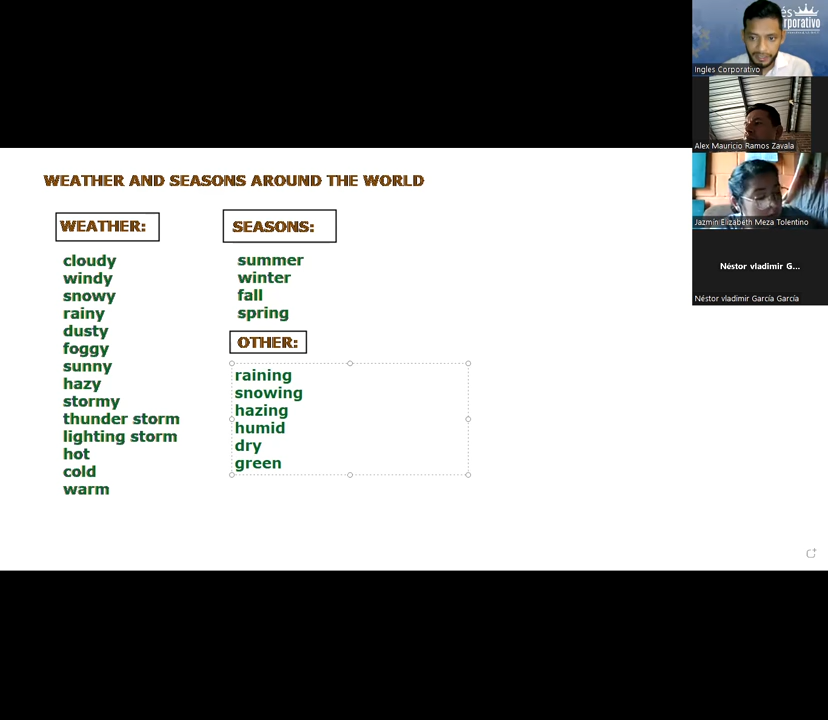 WEATHER AND SEASONS AROUND THE WORLD
WEATHER:
cloudy
windy
snowy
rainy
dusty
foggy
sunny
hazy
stormy
thunder storm
lighting storm
hot
cold
warm
SEASONS:
summer
winter
fall
spring
OTHER:
raining
snowing
hazing
humid
dry
green
Ingles Corporativo
Alex Mauricio Ramos Zavala
Jazmín Elizabeth Meza Tolentino
Néstor vladimir G...
Néstor vladimir García García